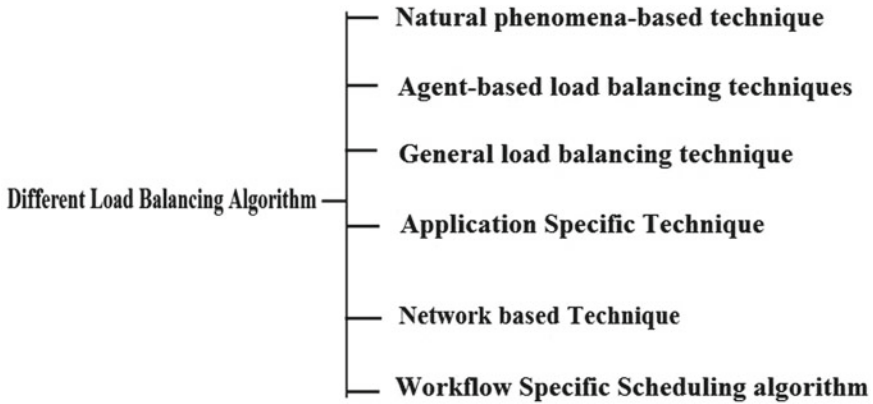 Natural phenomena-based technique
Agent-based load balancing techniques
General load balancing technique
Different Load Balancing Algorithm
Application Specific Technique
Network based Technique
Workflow Specific Scheduling algorithm